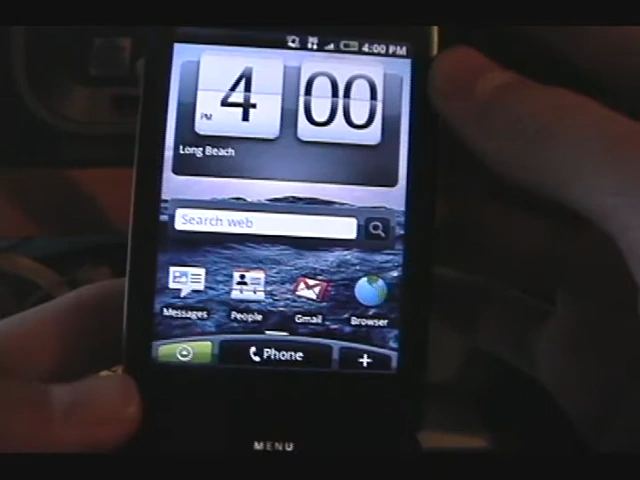 4:00 PM
4 00
PM
Long Beach
Search web
Messages People Gmail Browser
Phone +
MENU